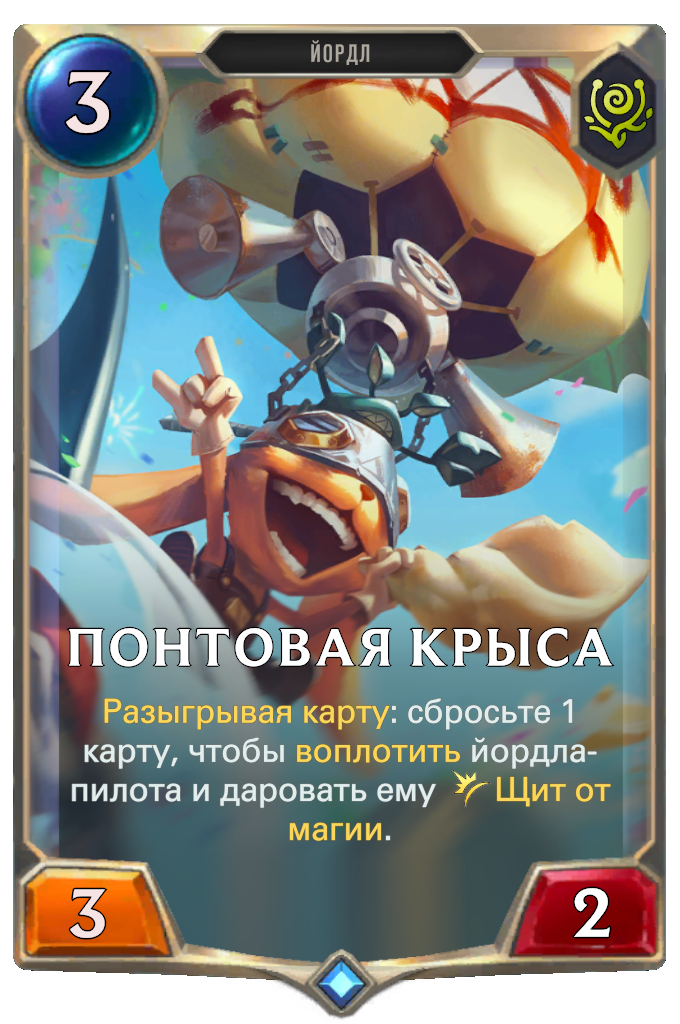 ЙОРДЛ
3
ПОНТОВАЯ КРЫСА
Разыгрывая карту: сбросьте 1
карту, чтобы воплотить йордла-
пилота и даровать ему Щит от
магии.
3
2